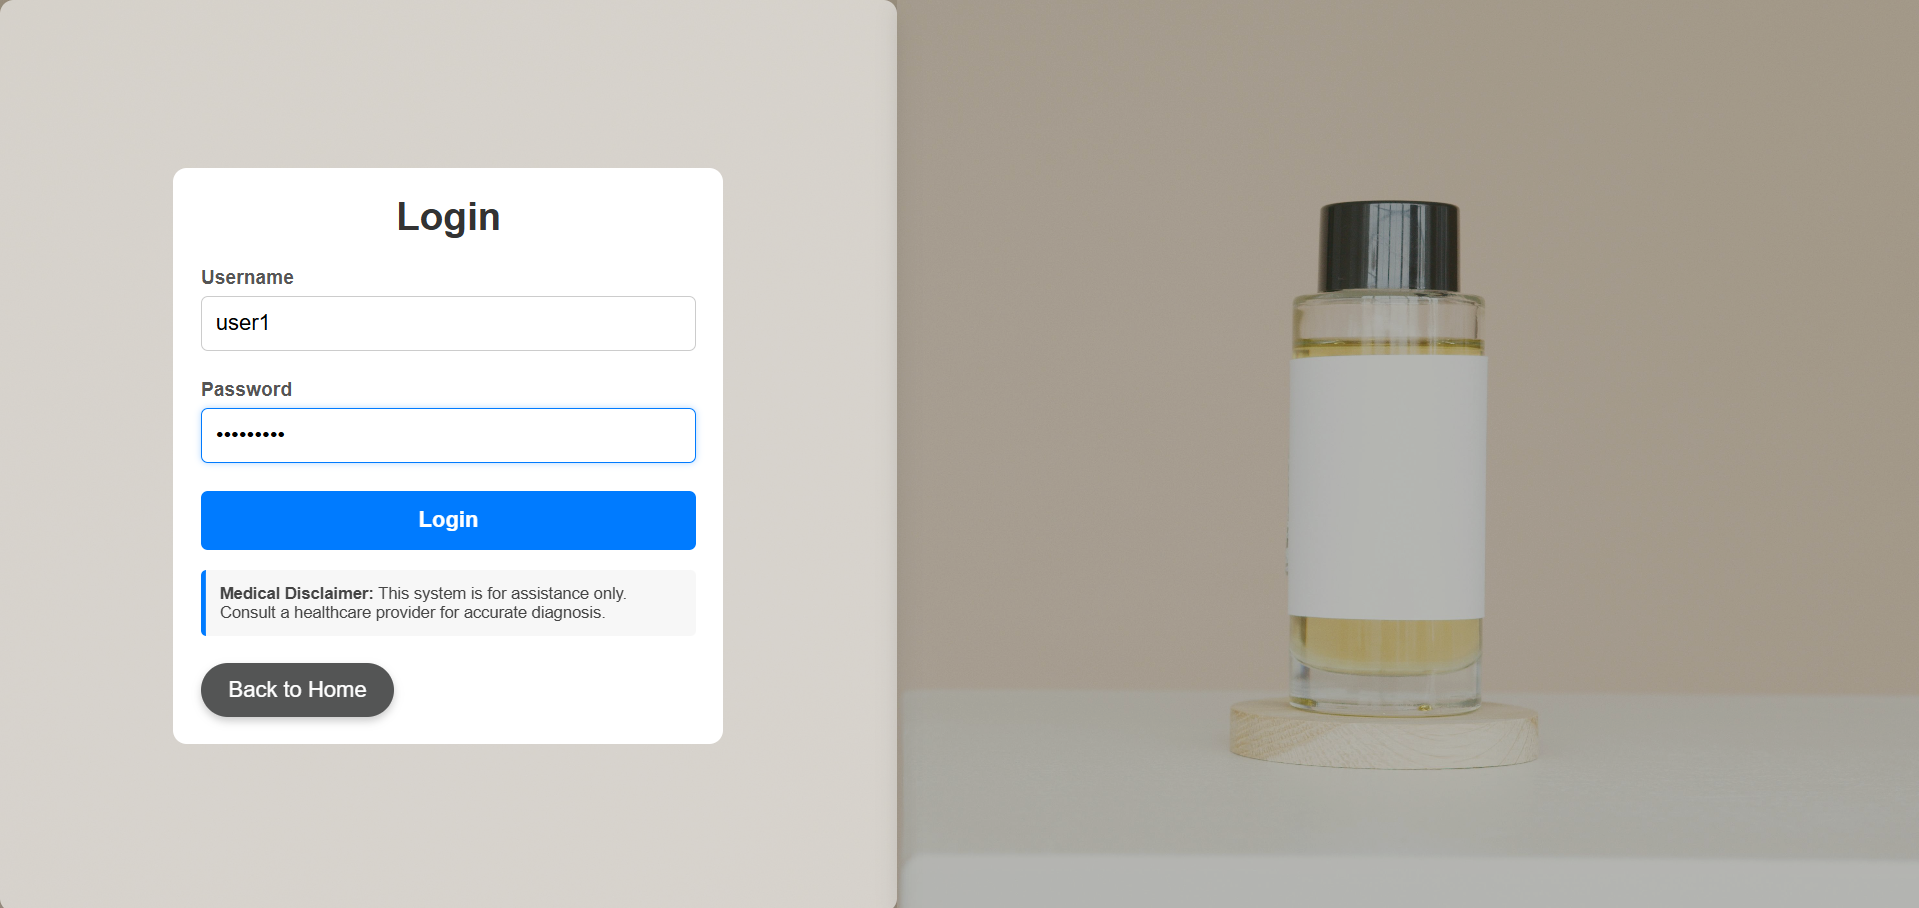 Login
Username
user1
Password
•••••••••
Login
Medical Disclaimer: This system is for assistance only.
Consult a healthcare provider for accurate diagnosis.
Back to Home